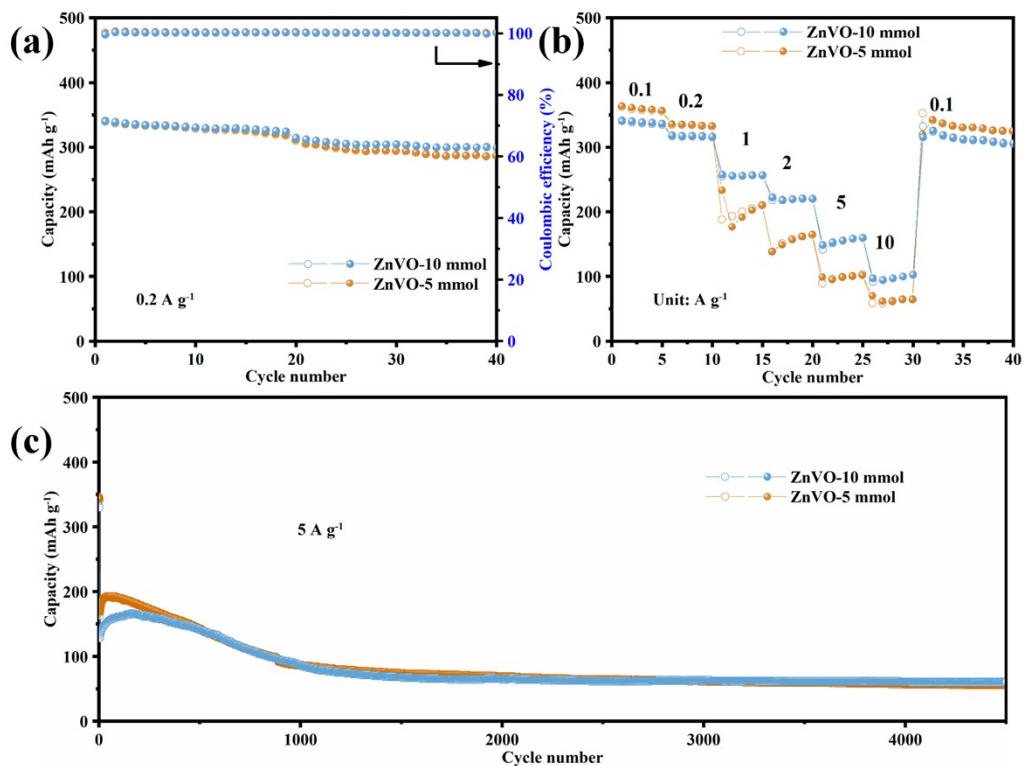 (a)
500
400
300
200
100
0
Capacity (mAh g⁻¹)
100
80
60
40
20
0
Coulombic efficiency (%)
ZnVO-10 mmol
ZnVO-5 mmol
0.2 A g⁻¹
0 10 20 30 40
Cycle number
(b)
500
400
300
200
100
0
Capacity (mAh g⁻¹)
ZnVO-10 mmol
ZnVO-5 mmol
0.1
0.2
1
2
5
10
0.1
Unit: A g⁻¹
0 5 10 15 20 25 30 35 40
Cycle number
(c)
500
400
300
200
100
0
Capacity (mAh g⁻¹)
ZnVO-10 mmol
ZnVO-5 mmol
5 A g⁻¹
0 1000 2000 3000 4000
Cycle number